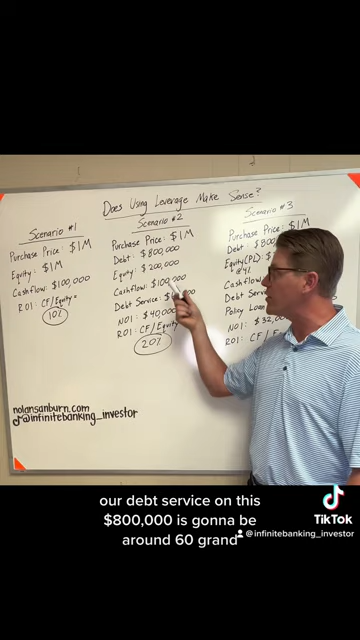 Does Using Leverage Make Sense?
Scenario #1
Purchase Price: $1M
Equity: $1M
Cashflow: $100,000
ROI: CF/Equity=
10%
Scenario #2
Purchase Price: $1M
Debt: $800,000
Equity: $200,000
Cashflow: $100,000
Debt Service: $
NOI: $40,000
ROI: CF/Equity
20%
Scenario #3
Purchase $1M
Debt: $80
Equity(PL)
@4%
Cashflow: $
Debt Servi
Policy Loan
NOI: $32,0
ROI: CF/E
nolansanburn.com
@infinitebanking_investor
our debt service on this
$800,000 is gonna be
around 60 grand
TikTok
@infinitebanking_investor